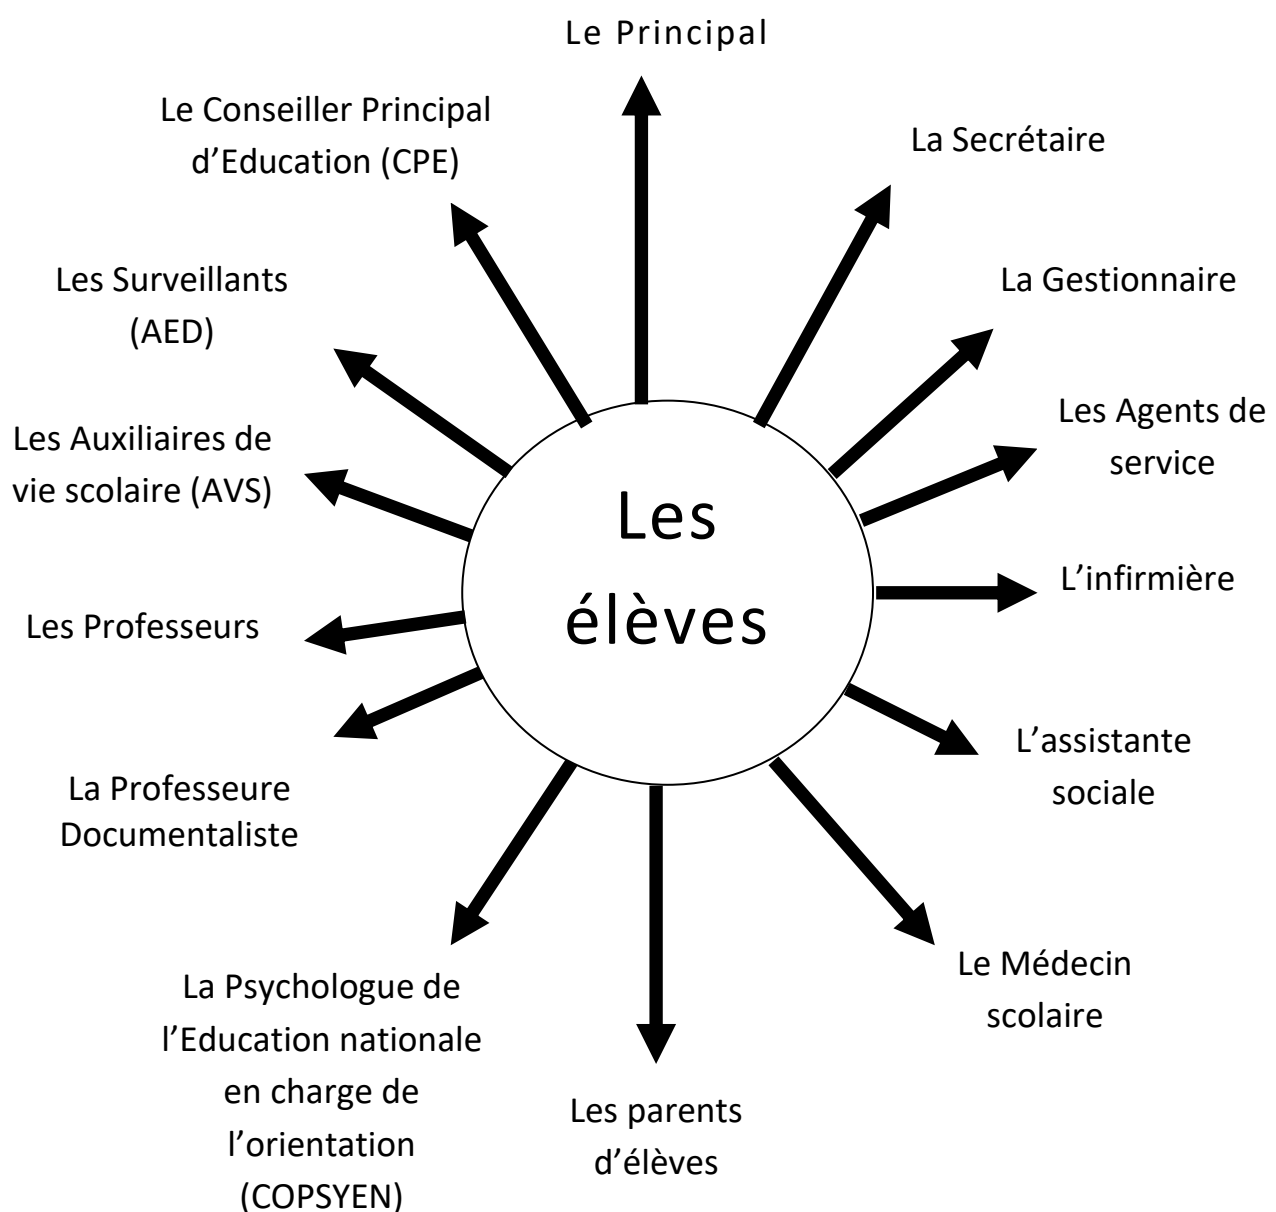 Le Principal
Le Conseiller Principal
d’Education (CPE)
La Secrétaire
Les Surveillants
(AED)
La Gestionnaire
Les Auxiliaires de
vie scolaire (AVS)
Les Agents de
service
Les
élèves
L’infirmière
Les Professeurs
L’assistante
sociale
La Professeure
Documentaliste
Le Médecin
scolaire
La Psychologue de
l’Education nationale
en charge de
l’orientation
(COPSYEN)
Les parents
d’élèves